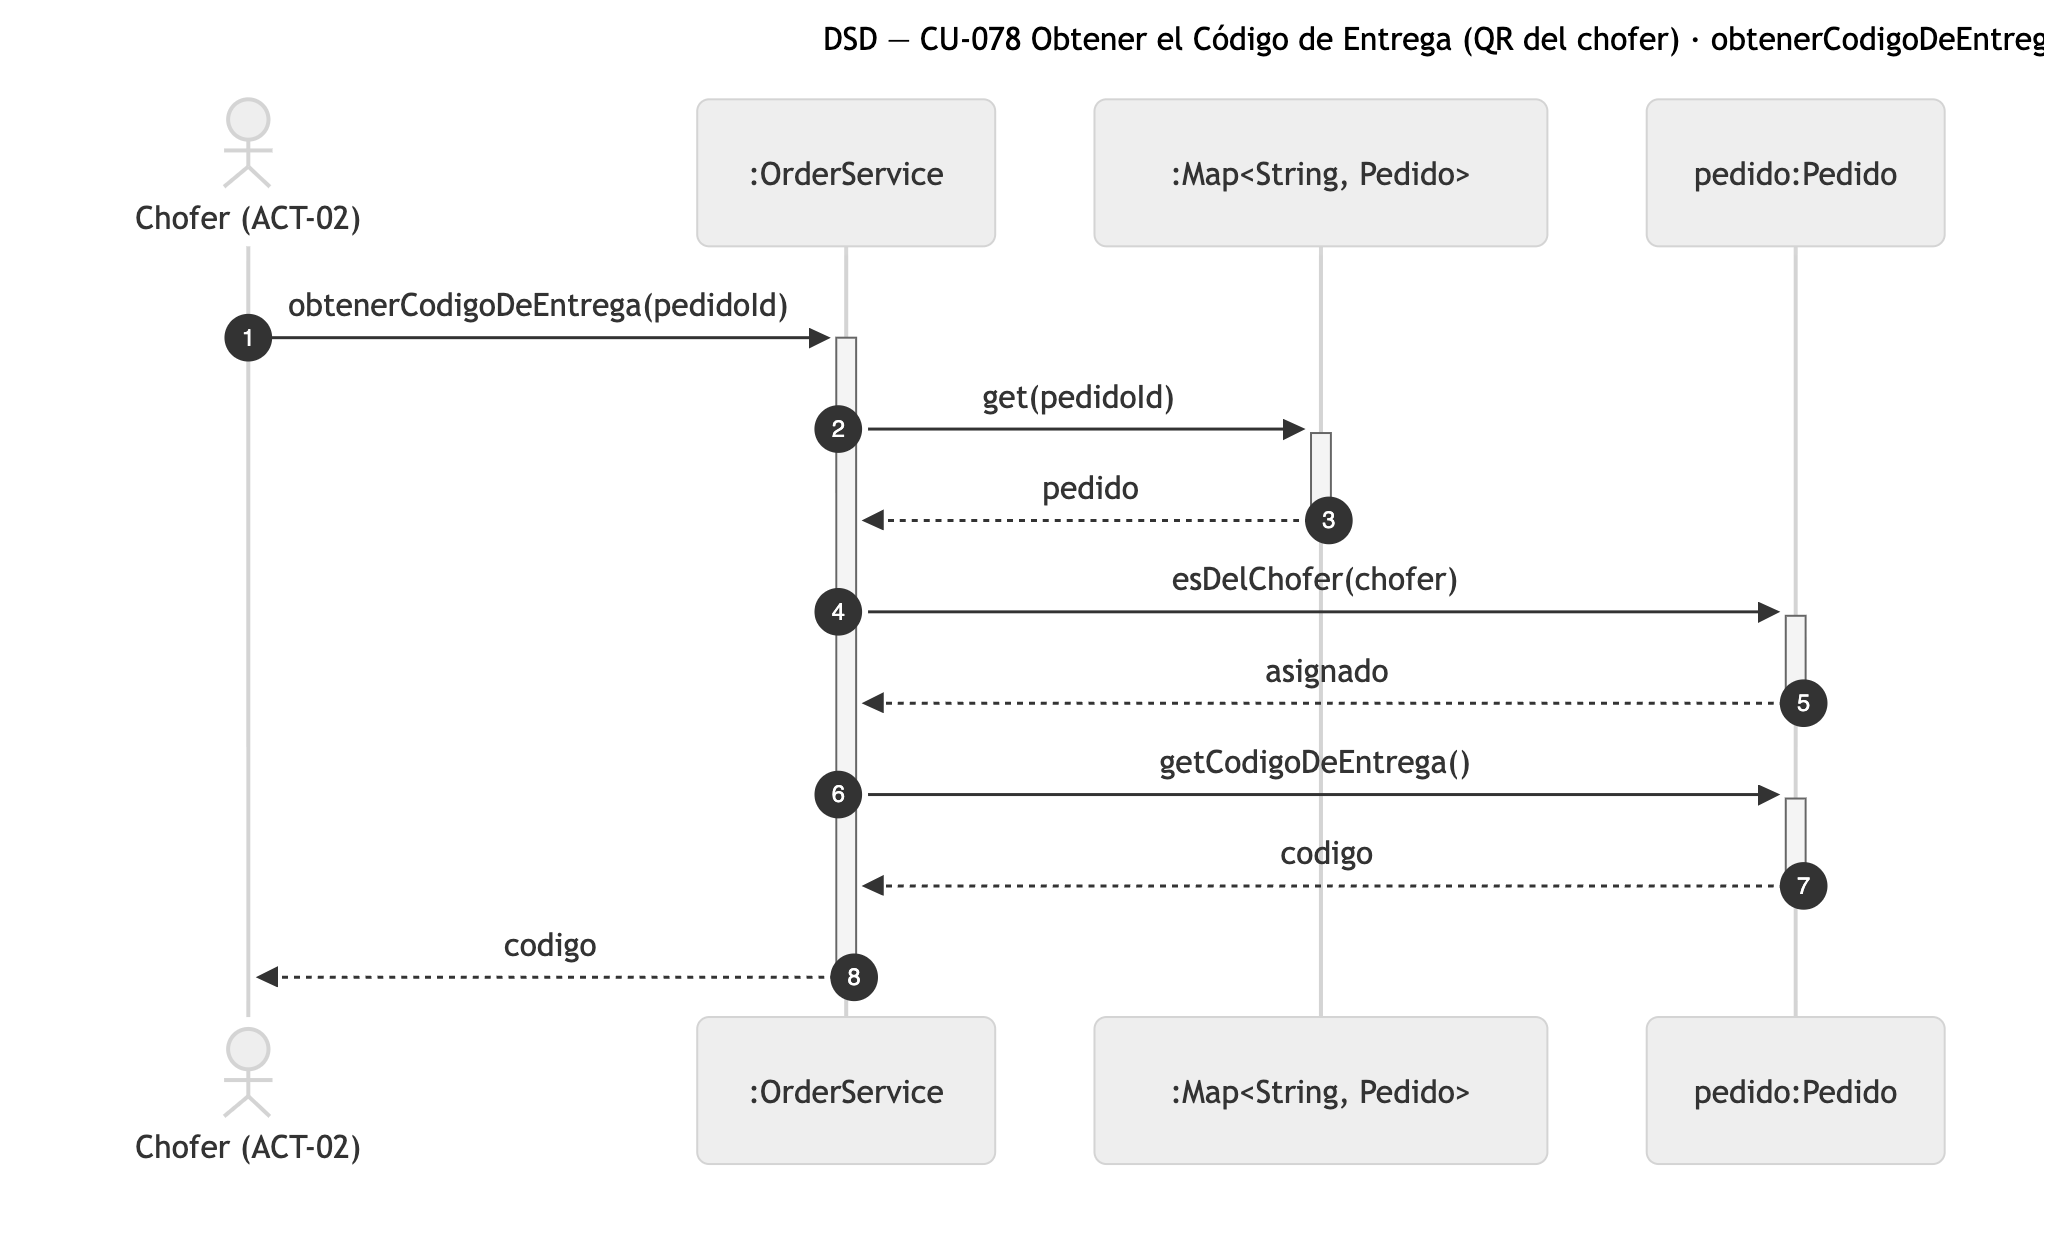 DSD — CU-078 Obtener el Código de Entrega (QR del chofer) · obtenerCodigoDeEntreg
Chofer (ACT-02)
:OrderService
:Map<String, Pedido>
pedido:Pedido
obtenerCodigoDeEntrega(pedidoId)
1
get(pedidoId)
2
pedido
3
esDelChofer(chofer)
4
asignado
5
getCodigoDeEntrega()
6
codigo
7
codigo
8
:OrderService
:Map<String, Pedido>
pedido:Pedido
Chofer (ACT-02)